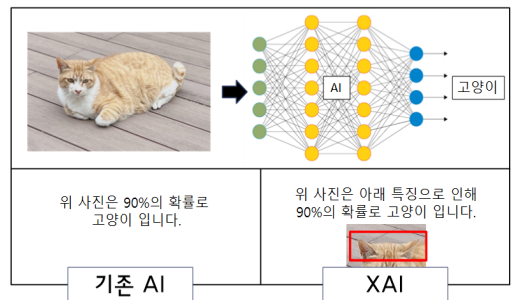 AI
고양이
위 사진은 90%의 확률로
고양이 입니다.
위 사진은 아래 특징으로 인해
90%의 확률로 고양이 입니다.
기존 AI
XAI